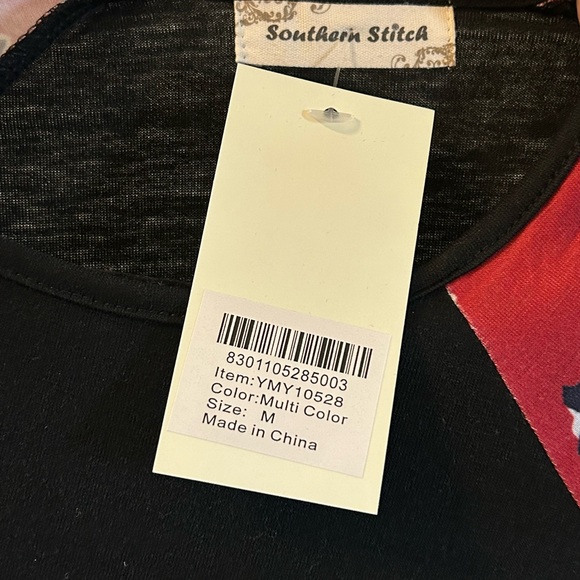 Southern Stitch
8301105285003
Item:YMY10528
Color:Multi Color
Size: M
Made in China